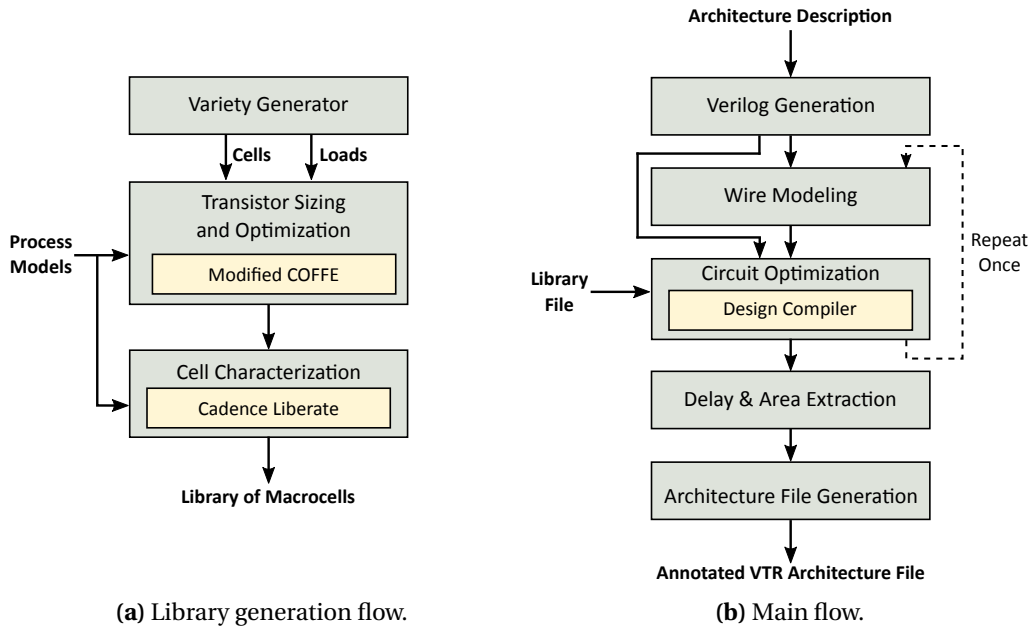 Variety Generator
Cells
Loads
Transistor Sizing
and Optimization
Modified COFFE
Process
Models
Cell Characterization
Cadence Liberate
Library of Macrocells
(a) Library generation flow.
Architecture Description
Verilog Generation
Wire Modeling
Repeat
Once
Circuit Optimization
Design Compiler
Library
File
Delay & Area Extraction
Architecture File Generation
Annotated VTR Architecture File
(b) Main flow.